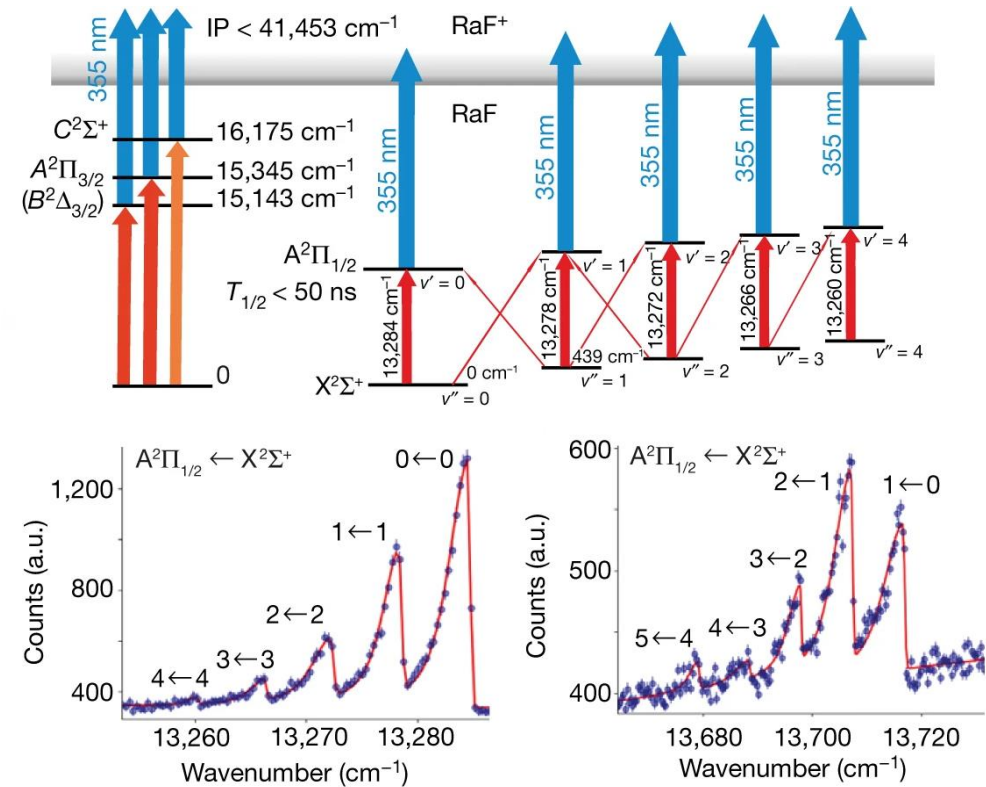 IP < 41,453 cm⁻¹
RaF⁺
355 nm
RaF
C²Σ⁺
16,175 cm⁻¹
A²Π₃/₂
15,345 cm⁻¹
(B²Δ₃/₂)
15,143 cm⁻¹
0
355 nm
355 nm
355 nm
355 nm
355 nm
A²Π₁/₂
T₁/₂ < 50 ns
v′ = 0
v′ = 1
v′ = 2
v′ = 3
v′ = 4
13,284 cm⁻¹
13,278 cm⁻¹
13,272 cm⁻¹
13,266 cm⁻¹
13,260 cm⁻¹
X²Σ⁺
0 cm⁻¹
439 cm⁻¹
v″ = 0
v″ = 1
v″ = 2
v″ = 3
v″ = 4
A²Π₁/₂ ← X²Σ⁺
0←0
1←1
2←2
3←3
4←4
1,200
800
400
Counts (a.u.)
13,260
13,270
13,280
Wavenumber (cm⁻¹)
A²Π₁/₂ ← X²Σ⁺
2←1
1←0
3←2
4←3
5←4
600
500
400
Counts (a.u.)
13,680
13,700
13,720
Wavenumber (cm⁻¹)